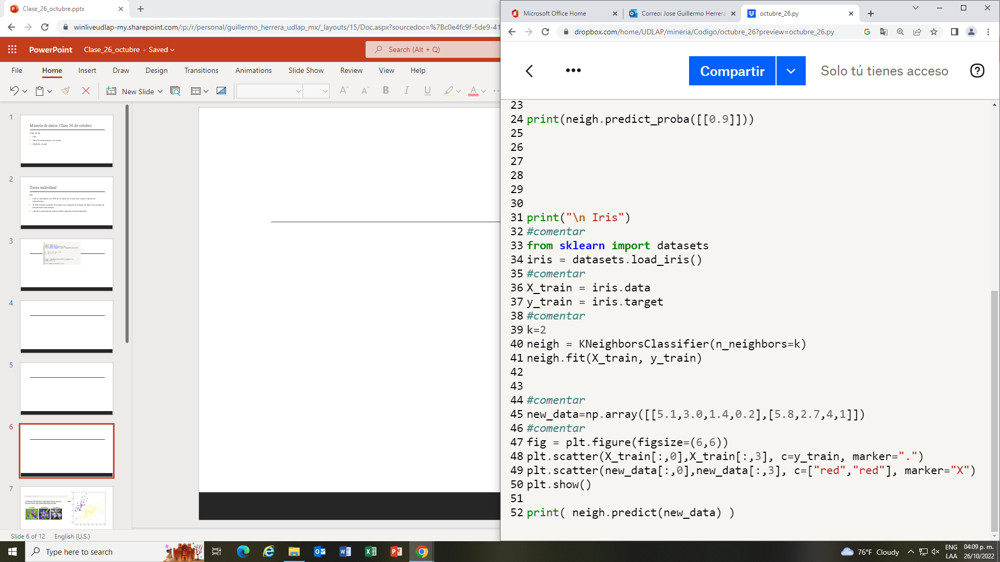 Clase_26_octubre.pptx
winliveudlap-my.sharepoint.com/:p:/r/personal/guillermo_herrera_udlap_mx/_layouts/15/Doc.aspx?sourcedoc=%7Bc0e4fc9f-5de9-41
PowerPoint Clase_26_octubre - Saved
Search (Alt + Q)
File Home Insert Draw Design Transitions Animations Slide Show Review View Help
New Slide
B I U A
1
Minería de datos: Clase 26 de octubre
Orden del día
Datos de entrenamiento y de prueba
Validación cruzada
2
Tarea individual
3
4
5
6
7
Slide 6 of 12 English (U.S.)
Microsoft Office Home
Correo: Jose Guillermo Herrera
octubre_26.py
dropbox.com/home/UDLAP/mineria/Codigo/octubre_26?preview=octubre_26.py
Compartir
Solo tú tienes acceso
23
24 print(neigh.predict_proba([[0.9]]))
25
26
27
28
29
30
31 print("\n Iris")
32 #comentar
33 from sklearn import datasets
34 iris = datasets.load_iris()
35 #comentar
36 X_train = iris.data
37 y_train = iris.target
38 #comentar
39 k=2
40 neigh = KNeighborsClassifier(n_neighbors=k)
41 neigh.fit(X_train, y_train)
42
43
44 #comentar
45 new_data=np.array([[5.1,3.0,1.4,0.2],[5.8,2.7,4,1]])
46 #comentar
47 fig = plt.figure(figsize=(6,6))
48 plt.scatter(X_train[:,0],X_train[:,3], c=y_train, marker=".")
49 plt.scatter(new_data[:,0],new_data[:,3], c=["red","red"], marker="X")
50 plt.show()
51
52 print( neigh.predict(new_data) )
Type here to search
76°F Cloudy
ENG
LAA
04:09 p. m.
26/10/2022